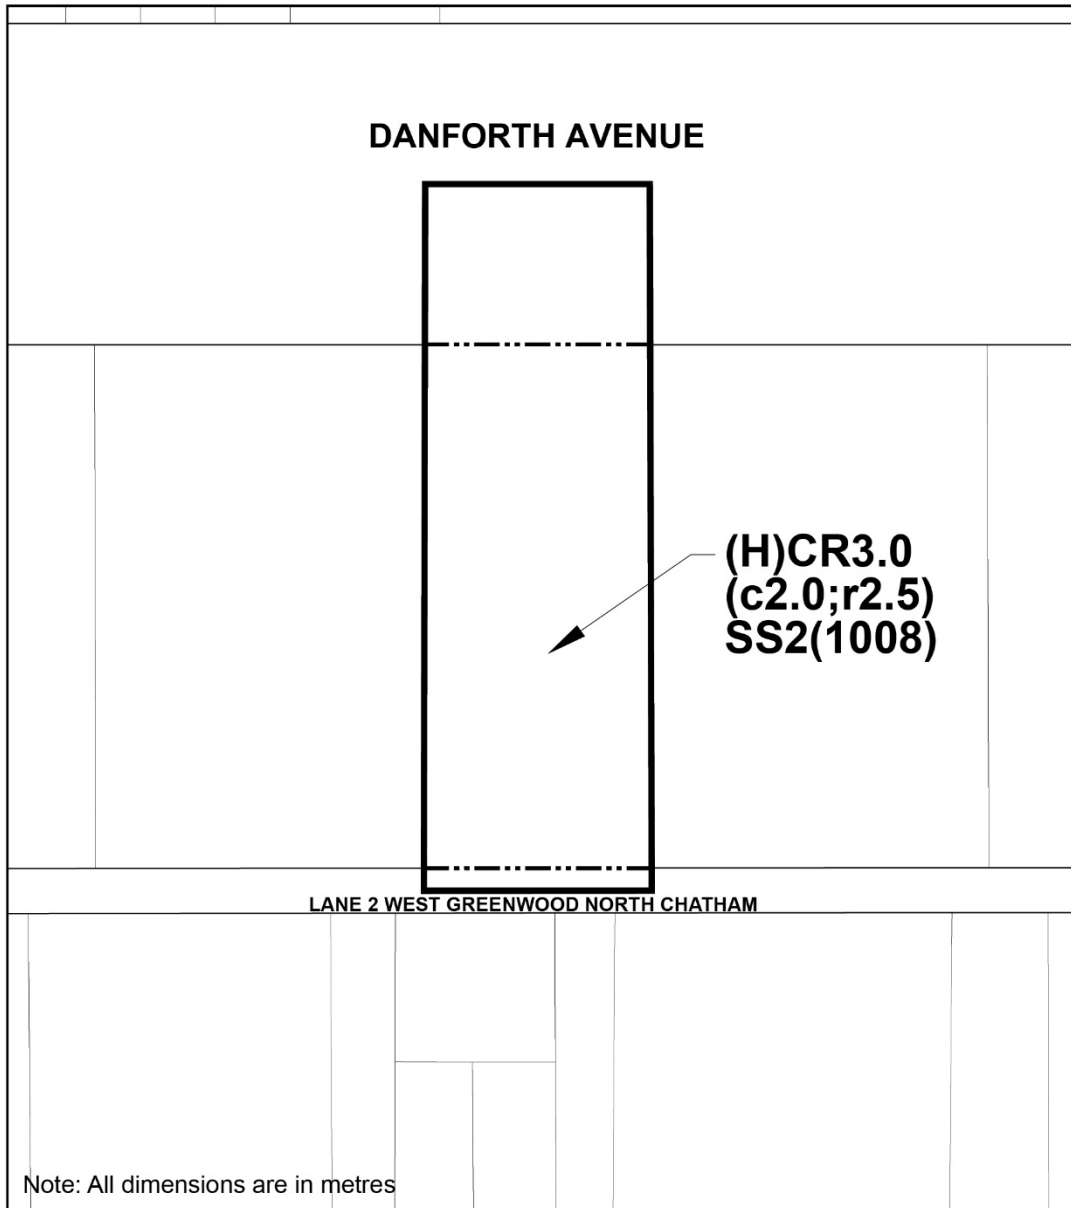 DANFORTH AVENUE
(H)CR3.0
(c2.0;r2.5)
SS2(1008)
LANE 2 WEST GREENWOOD NORTH CHATHAM
Note: All dimensions are in metres